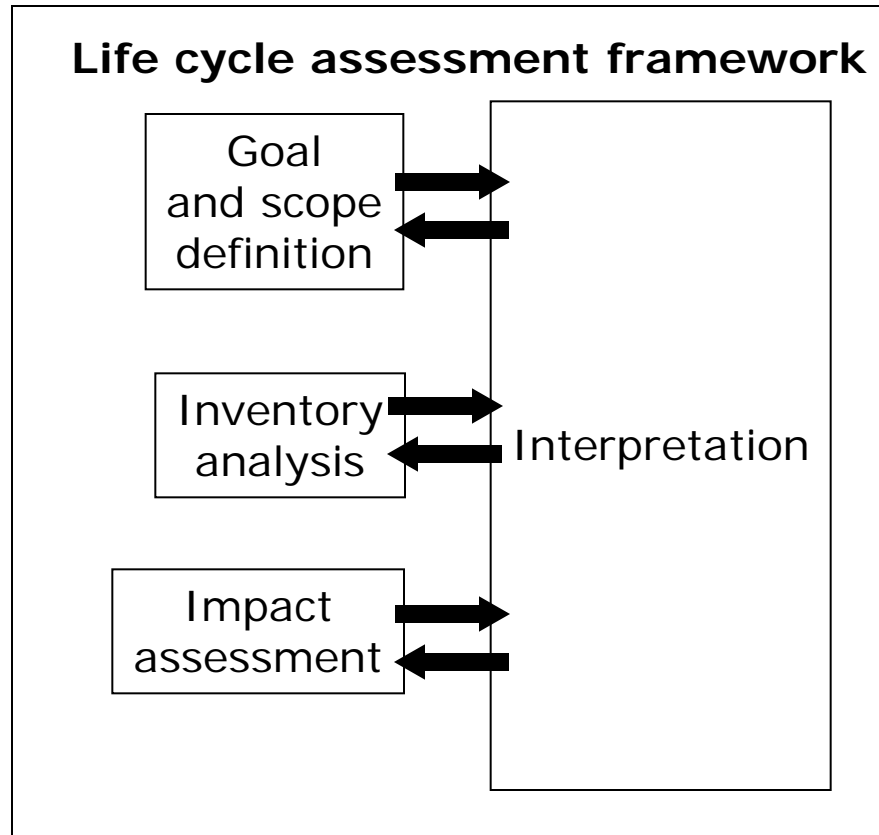 Life cycle assessment framework
Goal
and scope
definition
Inventory
analysis
Interpretation
Impact
assessment